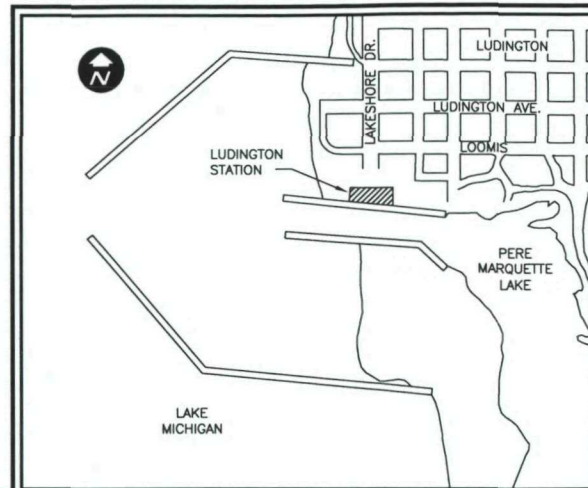 N
LUDINGTON
LAKESHORE DR.
LUDINGTON AVE.
LOOMIS
LUDINGTON
STATION
PERE
MARQUETTE
LAKE
LAKE
MICHIGAN